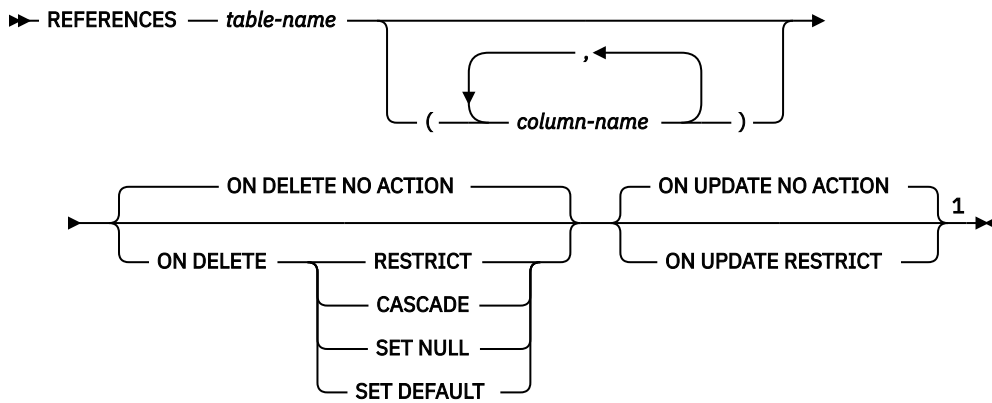 REFERENCES table-name
,
( column-name )
ON DELETE NO ACTION ON UPDATE NO ACTION
1
ON DELETE RESTRICT ON UPDATE RESTRICT
CASCADE
SET NULL
SET DEFAULT